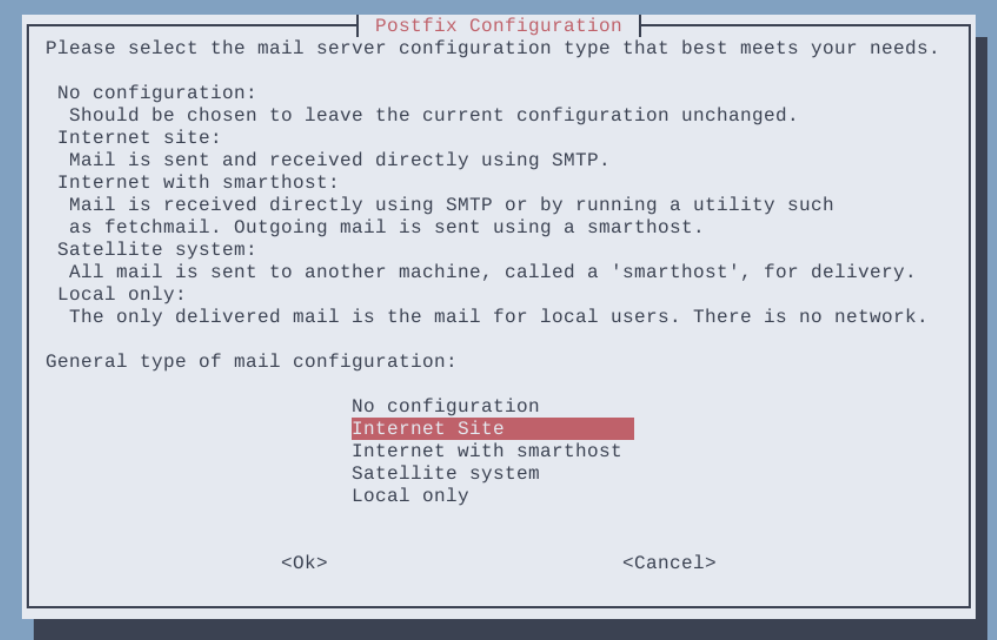 Postfix Configuration
Please select the mail server configuration type that best meets your needs.
No configuration:
Should be chosen to leave the current configuration unchanged.
Internet site:
Mail is sent and received directly using SMTP.
Internet with smarthost:
Mail is received directly using SMTP or by running a utility such
as fetchmail. Outgoing mail is sent using a smarthost.
Satellite system:
All mail is sent to another machine, called a 'smarthost', for delivery.
Local only:
The only delivered mail is the mail for local users. There is no network.
General type of mail configuration:
No configuration
Internet Site
Internet with smarthost
Satellite system
Local only
<Ok> <Cancel>